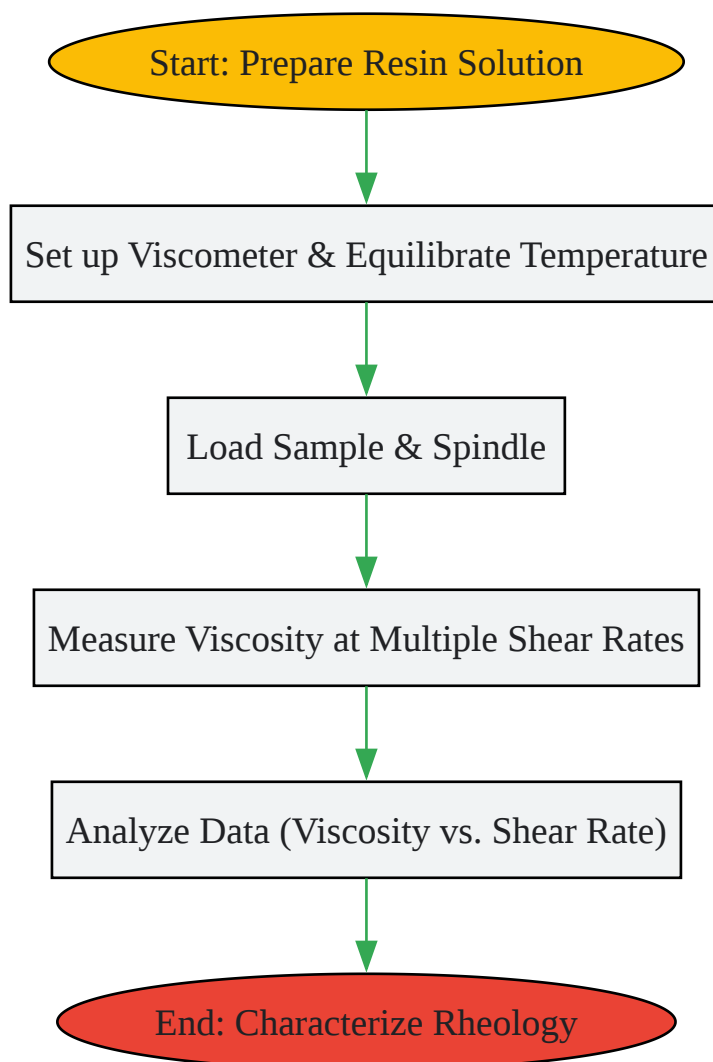 Start: Prepare Resin Solution
Set up Viscometer & Equilibrate Temperature
Load Sample & Spindle
Measure Viscosity at Multiple Shear Rates
Analyze Data (Viscosity vs. Shear Rate)
End: Characterize Rheology